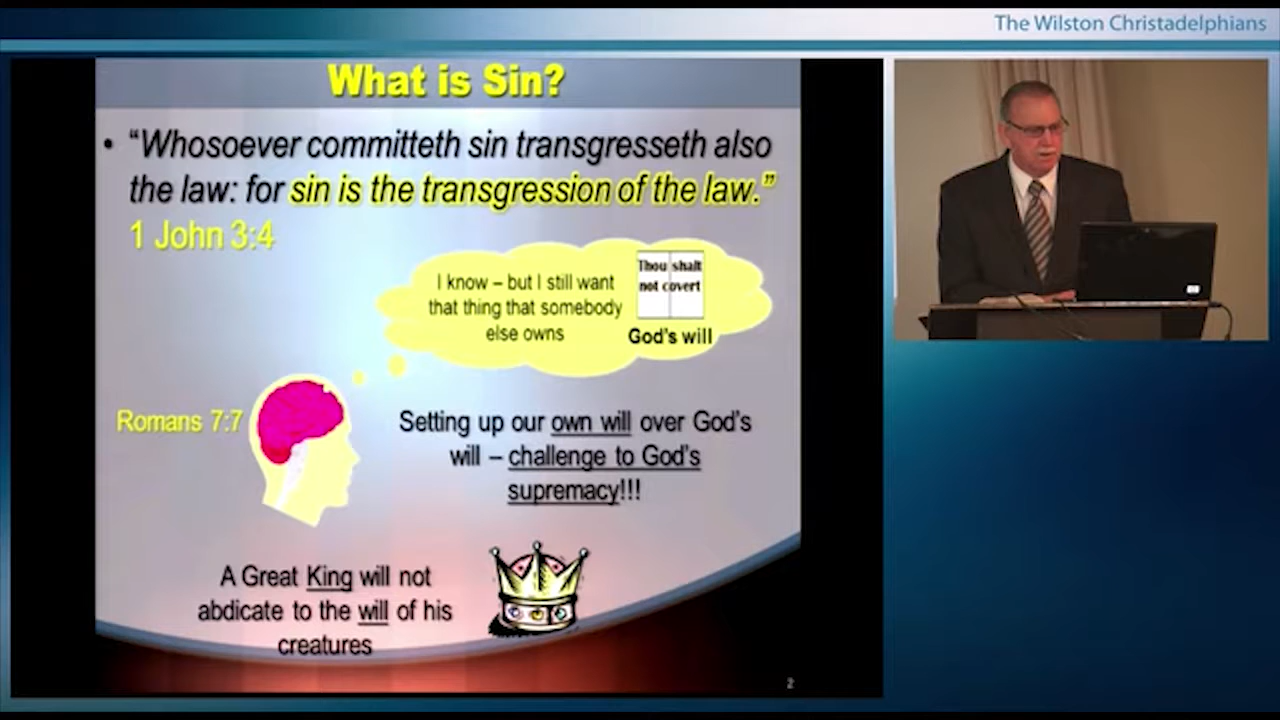 The Wilston Christadelphians
What is Sin?
• “Whosoever committeth sin transgresseth also
the law: for sin is the transgression of the law.”
1 John 3:4
I know – but I still want
that thing that somebody
else owns
Thou shalt
not covert
God's will
Romans 7:7
Setting up our own will over God's
will – challenge to God's
supremacy!!!
A Great King will not
abdicate to the will of his
creatures
2